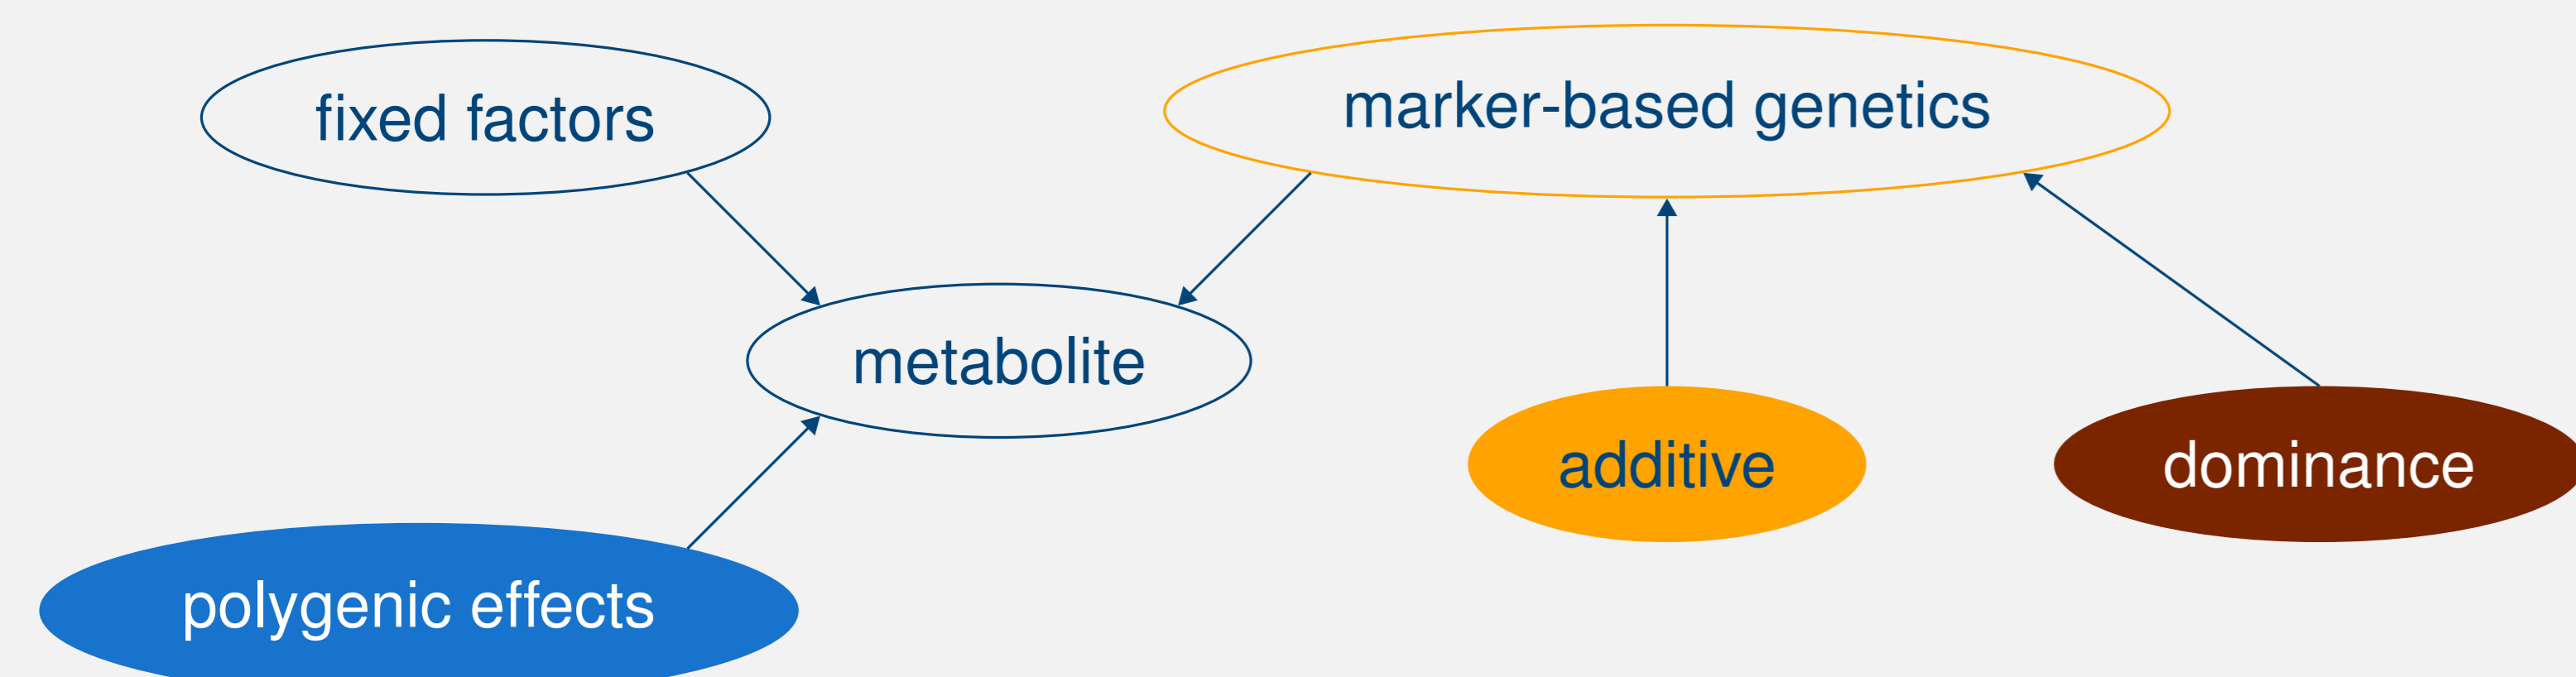 fixed factors
marker-based genetics
metabolite
additive
dominance
polygenic effects